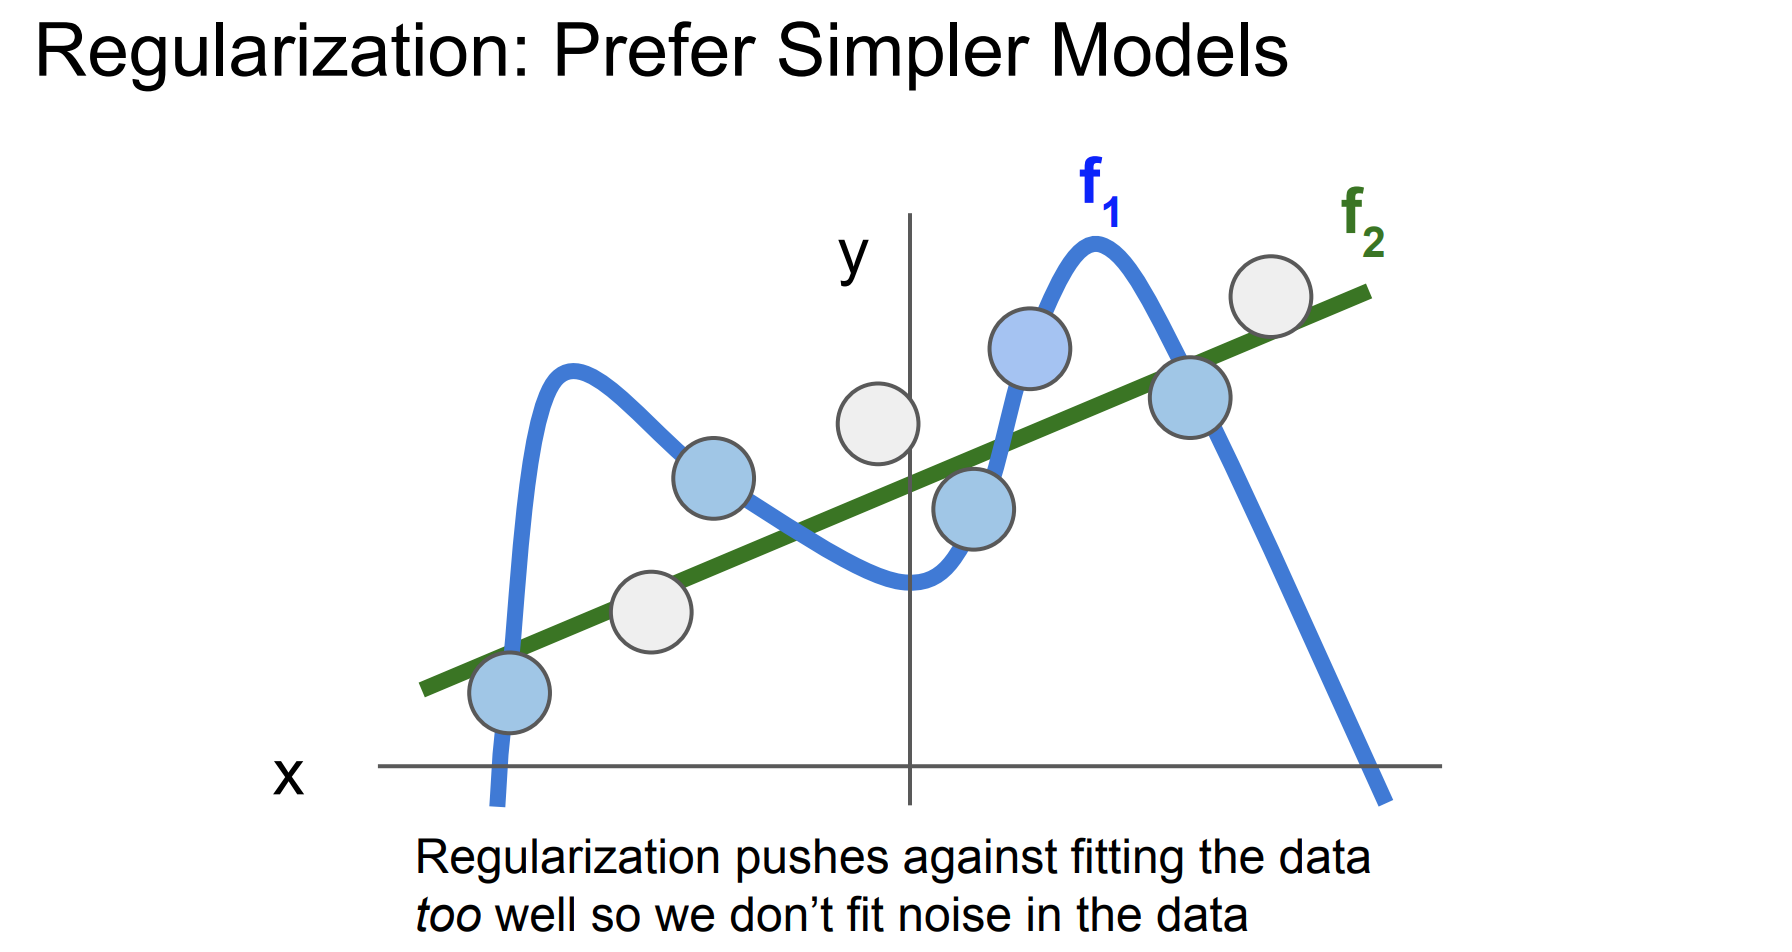 Regularization: Prefer Simpler Models
f1
f2
y
x
Regularization pushes against fitting the data
too well so we don’t fit noise in the data